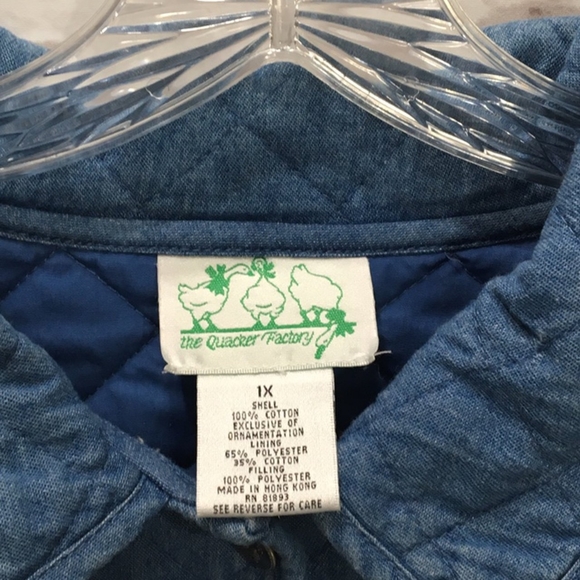 the Quacker Factory
1X
SHELL
100% COTTON
EXCLUSIVE OF
ORNAMENTATION
LINING
65% POLYESTER
35% COTTON
FILLING
100% POLYESTER
MADE IN HONG KONG
RN 81893
SEE REVERSE FOR CARE